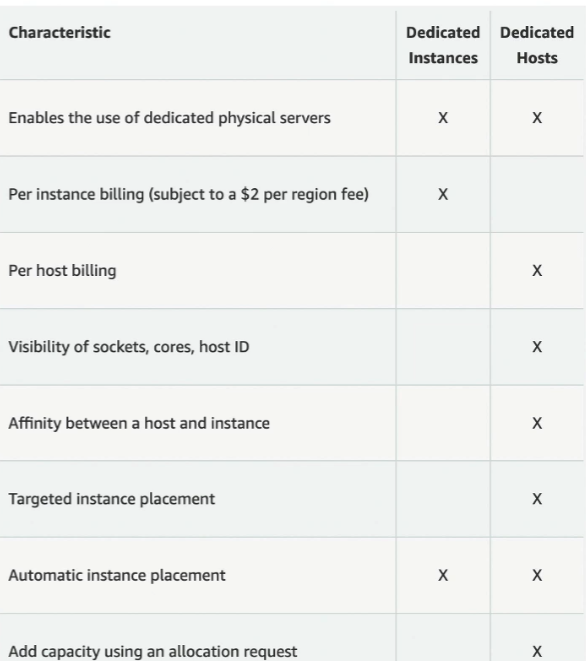 Characteristic Dedicated Dedicated
Instances Hosts
Enables the use of dedicated physical servers X X
Per instance billing (subject to a $2 per region fee) X
Per host billing X
Visibility of sockets, cores, host ID X
Affinity between a host and instance X
Targeted instance placement X
Automatic instance placement X X
Add capacity using an allocation request X